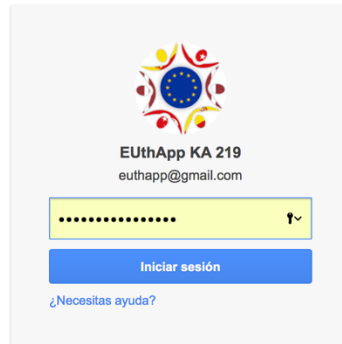 EUthApp KA 219
euthapp@gmail.com
••••••••••••••••
Iniciar sesión
¿Necesitas ayuda?